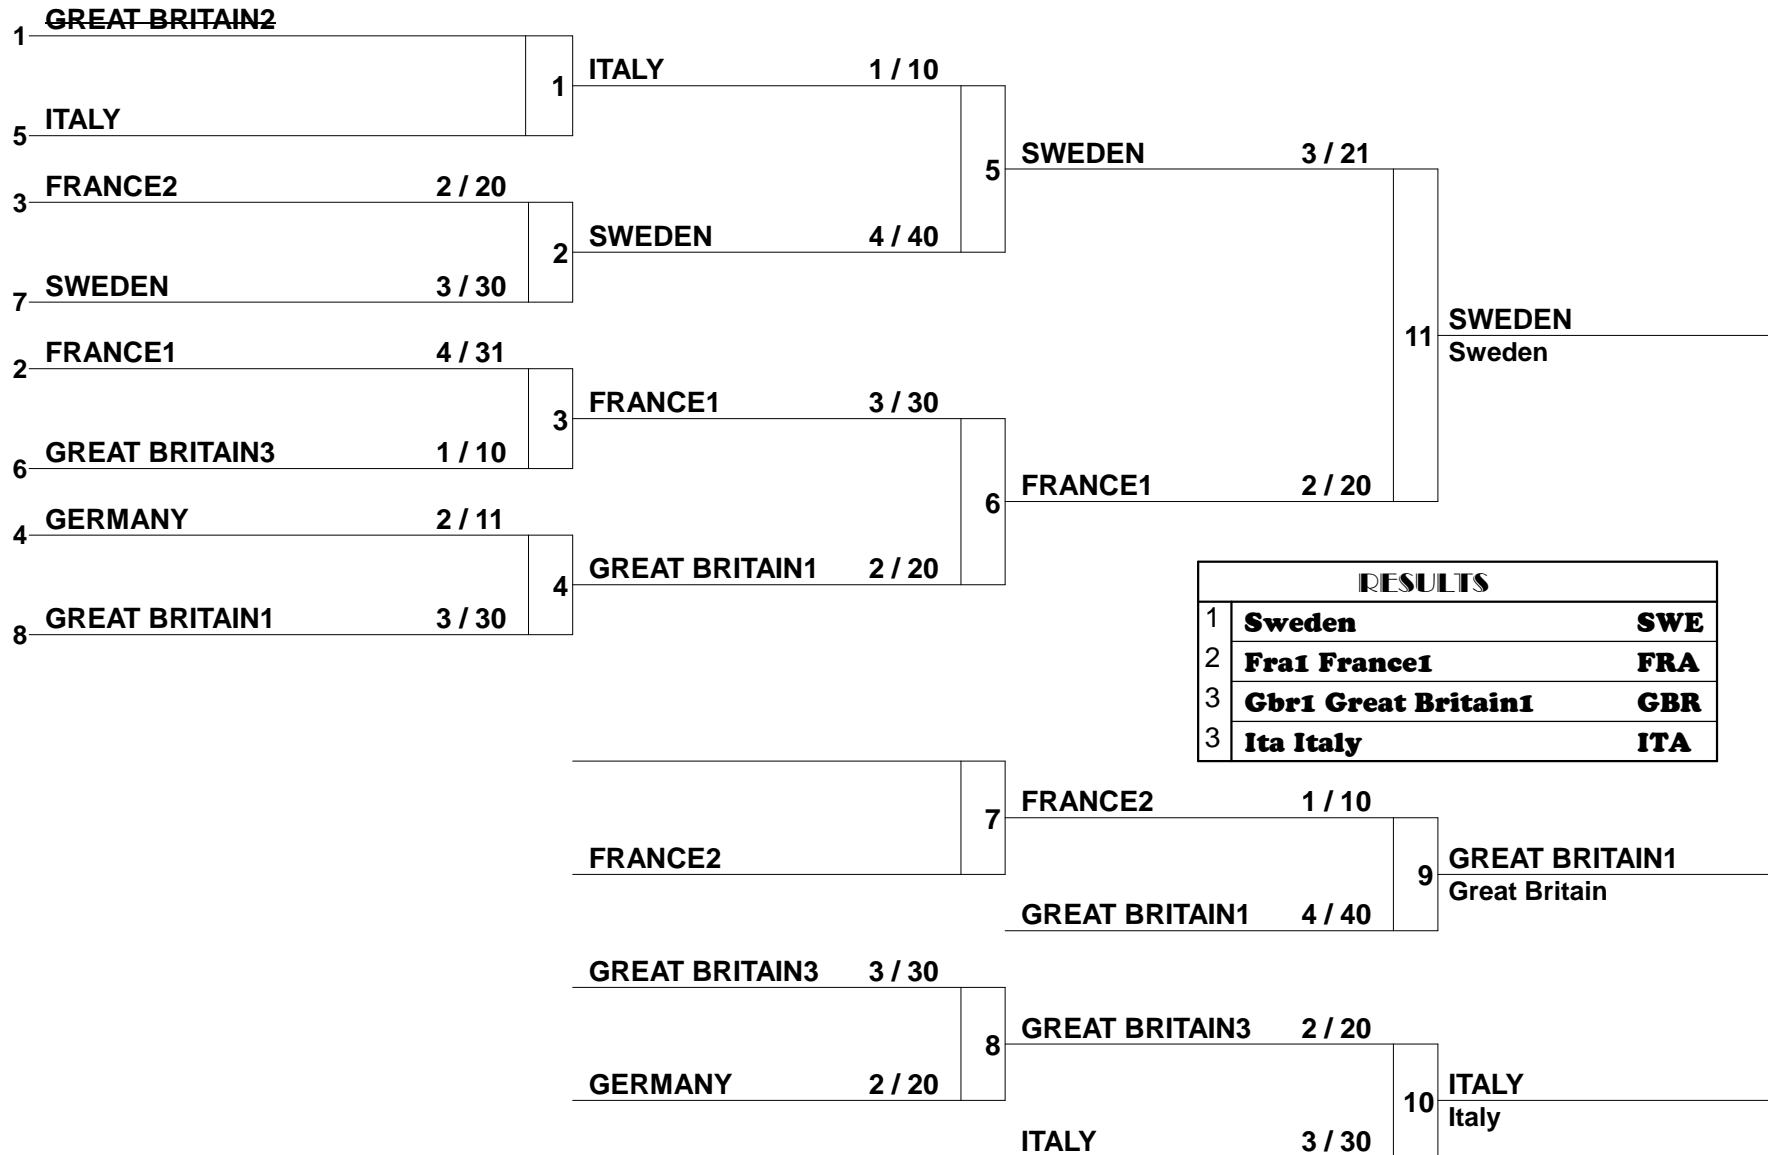 1 GREAT BRITAIN2
1 ITALY 1 / 10
5 ITALY
5 SWEDEN 3 / 21
3 FRANCE2 2 / 20
2 SWEDEN 4 / 40
7 SWEDEN 3 / 30
11 SWEDEN
Sweden
2 FRANCE1 4 / 31
3 FRANCE1 3 / 30
6 GREAT BRITAIN3 1 / 10
6 FRANCE1 2 / 20
4 GERMANY 2 / 11
4 GREAT BRITAIN1 2 / 20
8 GREAT BRITAIN1 3 / 30
RESULTS
1 Sweden SWE
2 Fra1 France1 FRA
3 Gbr1 Great Britain1 GBR
3 Ita Italy ITA
7 FRANCE2 1 / 10
FRANCE2
9 GREAT BRITAIN1
Great Britain
GREAT BRITAIN1 4 / 40
GREAT BRITAIN3 3 / 30
8 GREAT BRITAIN3 2 / 20
GERMANY 2 / 20
10 ITALY
Italy
ITALY 3 / 30